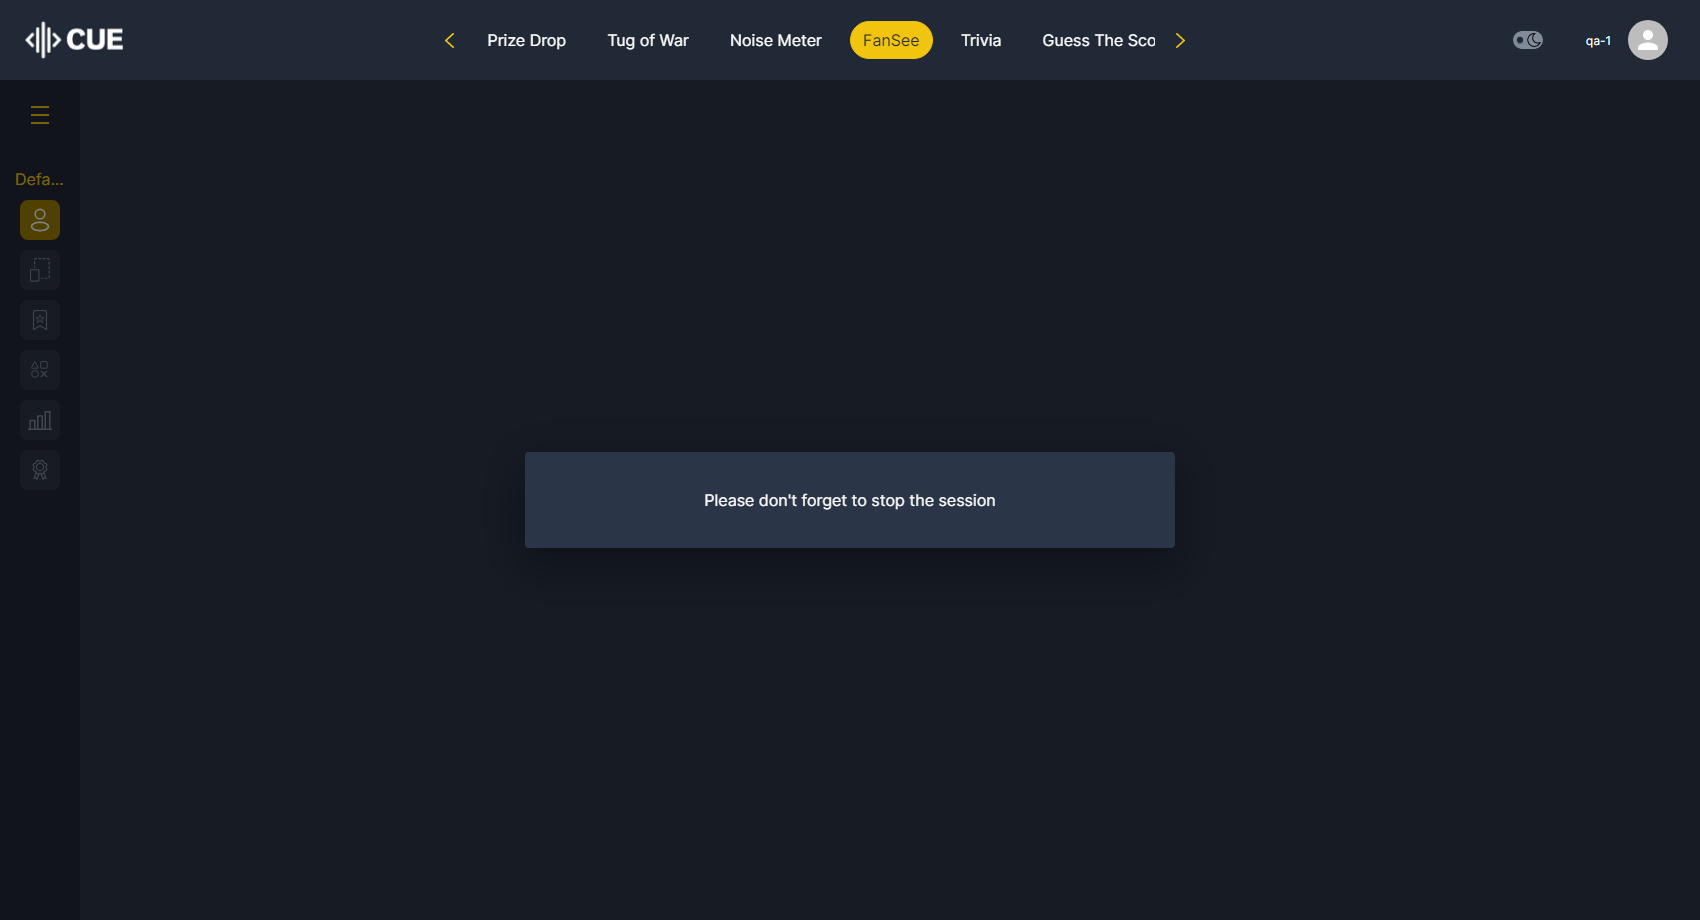 CUE
Prize Drop
Tug of War
Noise Meter
FanSee
Trivia
Guess The Sco
qa-1
Defa...
Please don't forget to stop the session